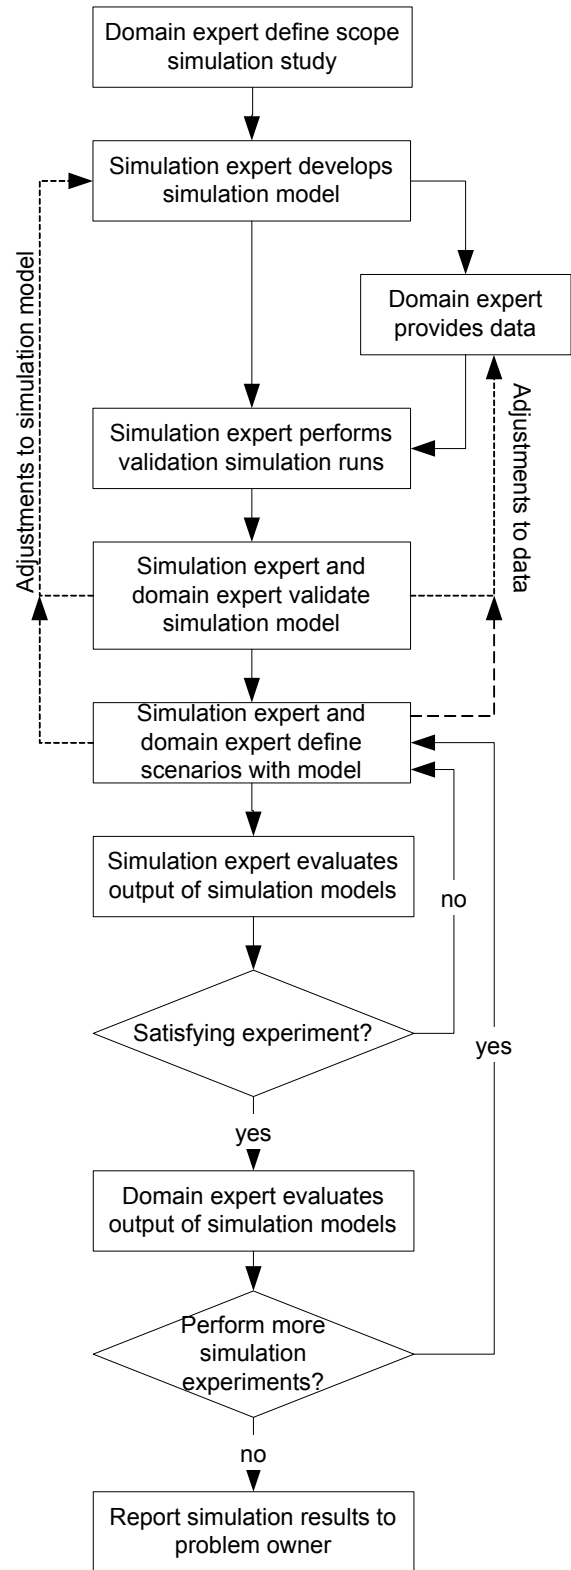 Domain expert define scope
simulation study
Simulation expert develops
simulation model
Adjustments to simulation model
Domain expert
provides data
Adjustments to data
Simulation expert performs
validation simulation runs
Simulation expert and
domain expert validate
simulation model
Simulation expert and
domain expert define
scenarios with model
Simulation expert evaluates
output of simulation models
no
Satisfying experiment?
yes
yes
Domain expert evaluates
output of simulation models
Perform more
simulation
experiments?
no
Report simulation results to
problem owner